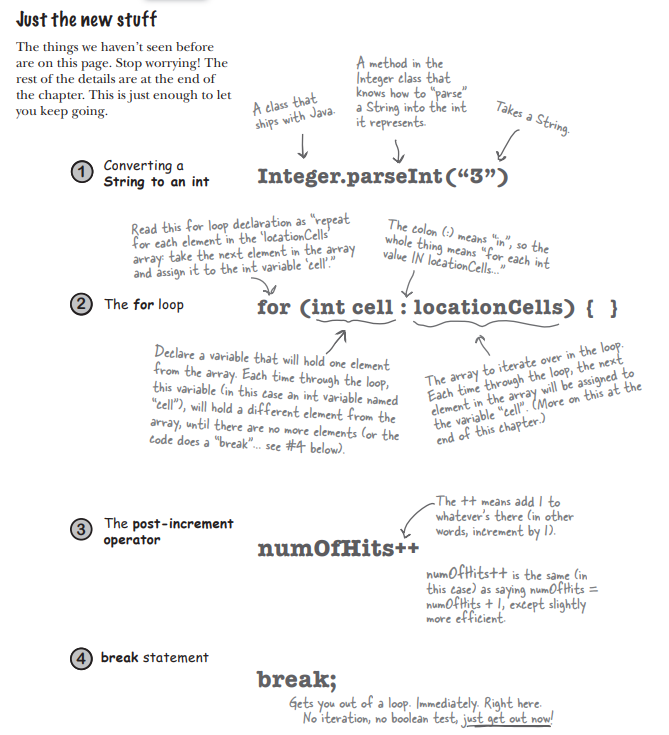 Just the new stuff
The things we haven't seen before
are on this page. Stop worrying! The
rest of the details are at the end of
the chapter. This is just enough to let
you keep going.
A class that
ships with Java.
A method in the
Integer class that
knows how to "parse"
a String into the int
it represents.
Takes a String.
1
Converting a
String to an int
Integer.parseInt("3")
Read this for loop declaration as "repeat
for each element in the 'locationCells'
array: take the next element in the array
and assign it to the int variable 'cell'."
The colon (:) means "in", so the
whole thing means "for each int
value IN locationCells..."
2
The for loop
for (int cell : locationCells) { }
Declare a variable that will hold one element
from the array. Each time through the loop,
this variable (in this case an int variable named
"cell"), will hold a different element from the
array, until there are no more elements (or the
code does a "break"... see #4 below).
The array to iterate over in the loop.
Each time through the loop, the next
element in the array will be assigned to
the variable "cell". (More on this at the
end of this chapter.)
3
The post-increment
operator
The ++ means add 1 to
whatever's there (in other
words, increment by 1).
numOfHits++
numOfHits++ is the same (in
this case) as saying numOfHits =
numOfHits + 1, except slightly
more efficient.
4
break statement
break;
Gets you out of a loop. Immediately. Right here.
No iteration, no boolean test, just get out now!